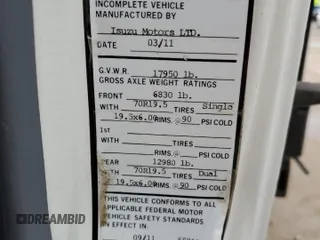 INCOMPLETE VEHICLE
MANUFACTURED BY
Isuzu Motors LTD.
DATE 03/11
G.V.W.R. 17950 lb.
GROSS AXLE WEIGHT RATINGS
FRONT 6830 lb.
WITH 70R19.5 TIRES Single
19.5x6.00 RIMS. @ 90 PSI COLD
1st
WITH TIRES
RIMS. @ PSI COLD
REAR 12980 lb.
WITH 70R19.5 TIRES Dual
19.5x6.00 RIMS. @ 90 PSI COLD
THIS VEHICLE CONFORMS TO ALL
APPLICABLE FEDERAL MOTOR
VEHICLE SAFETY STANDARDS
IN EFFECT IN.
09/11
DREAMBID